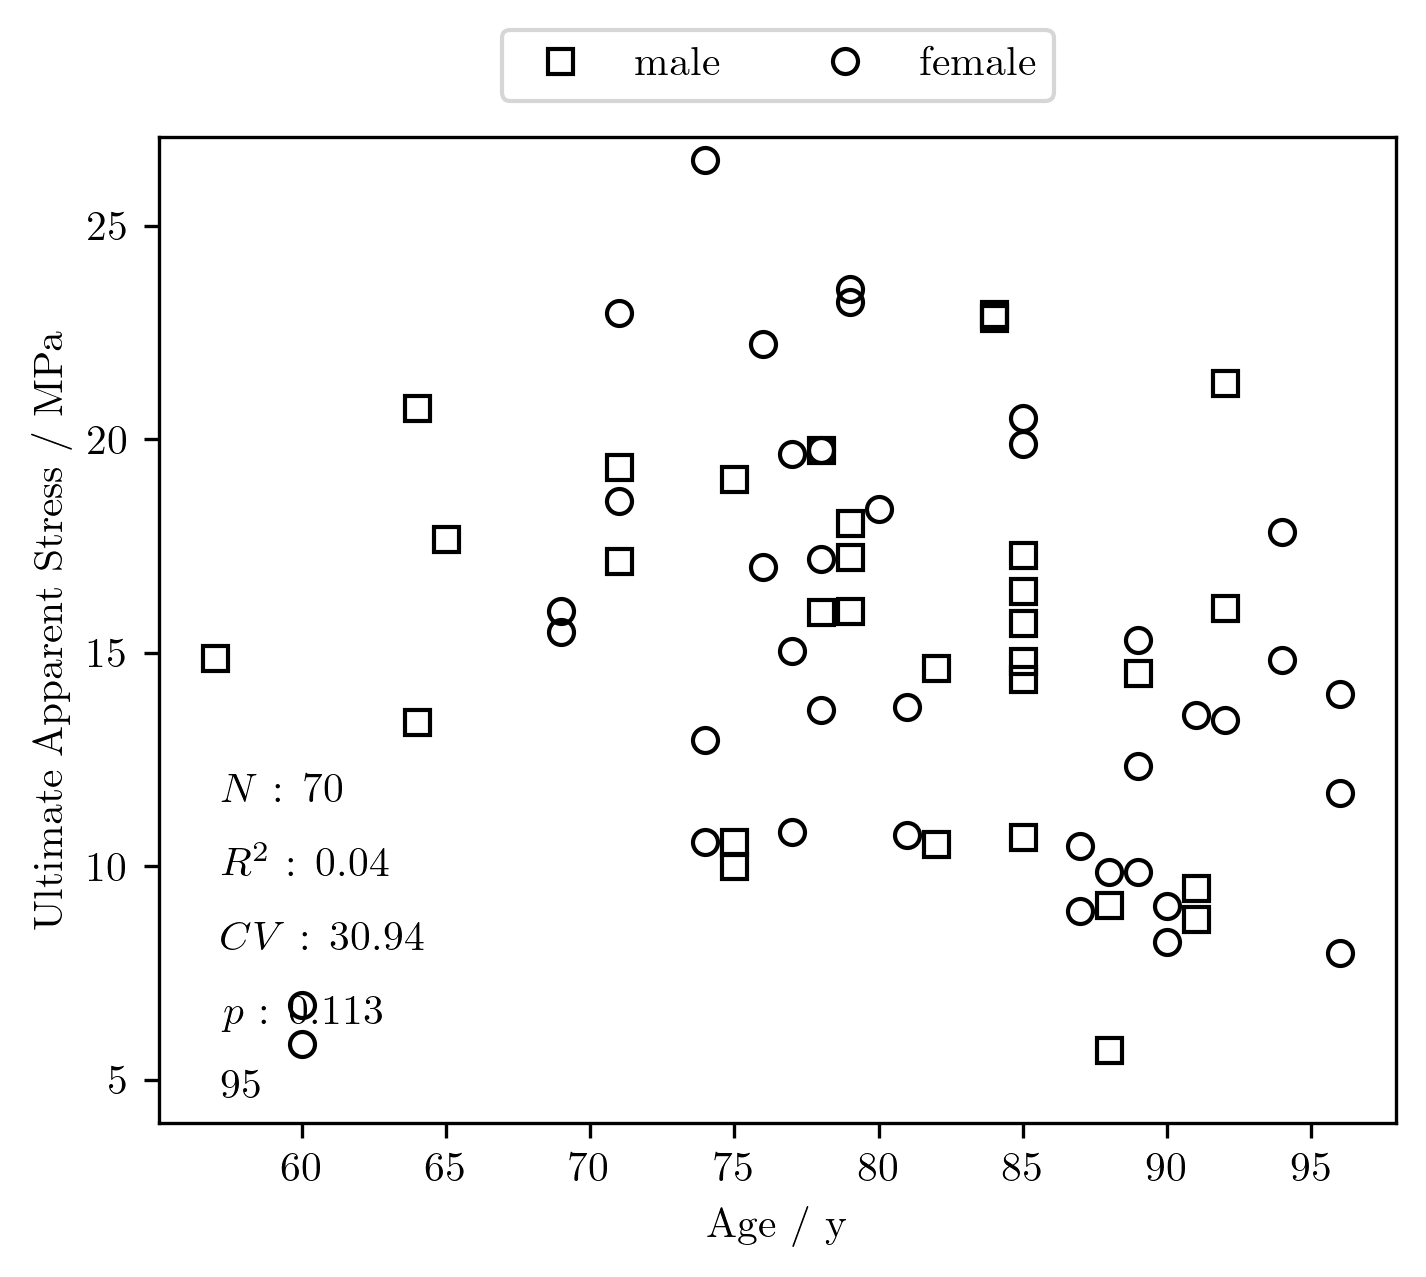 male female
25
20
15
10
5
Ultimate Apparent Stress / MPa
N : 70
R² : 0.04
CV : 30.94
p : 0.113
95
60 65 70 75 80 85 90 95
Age / y